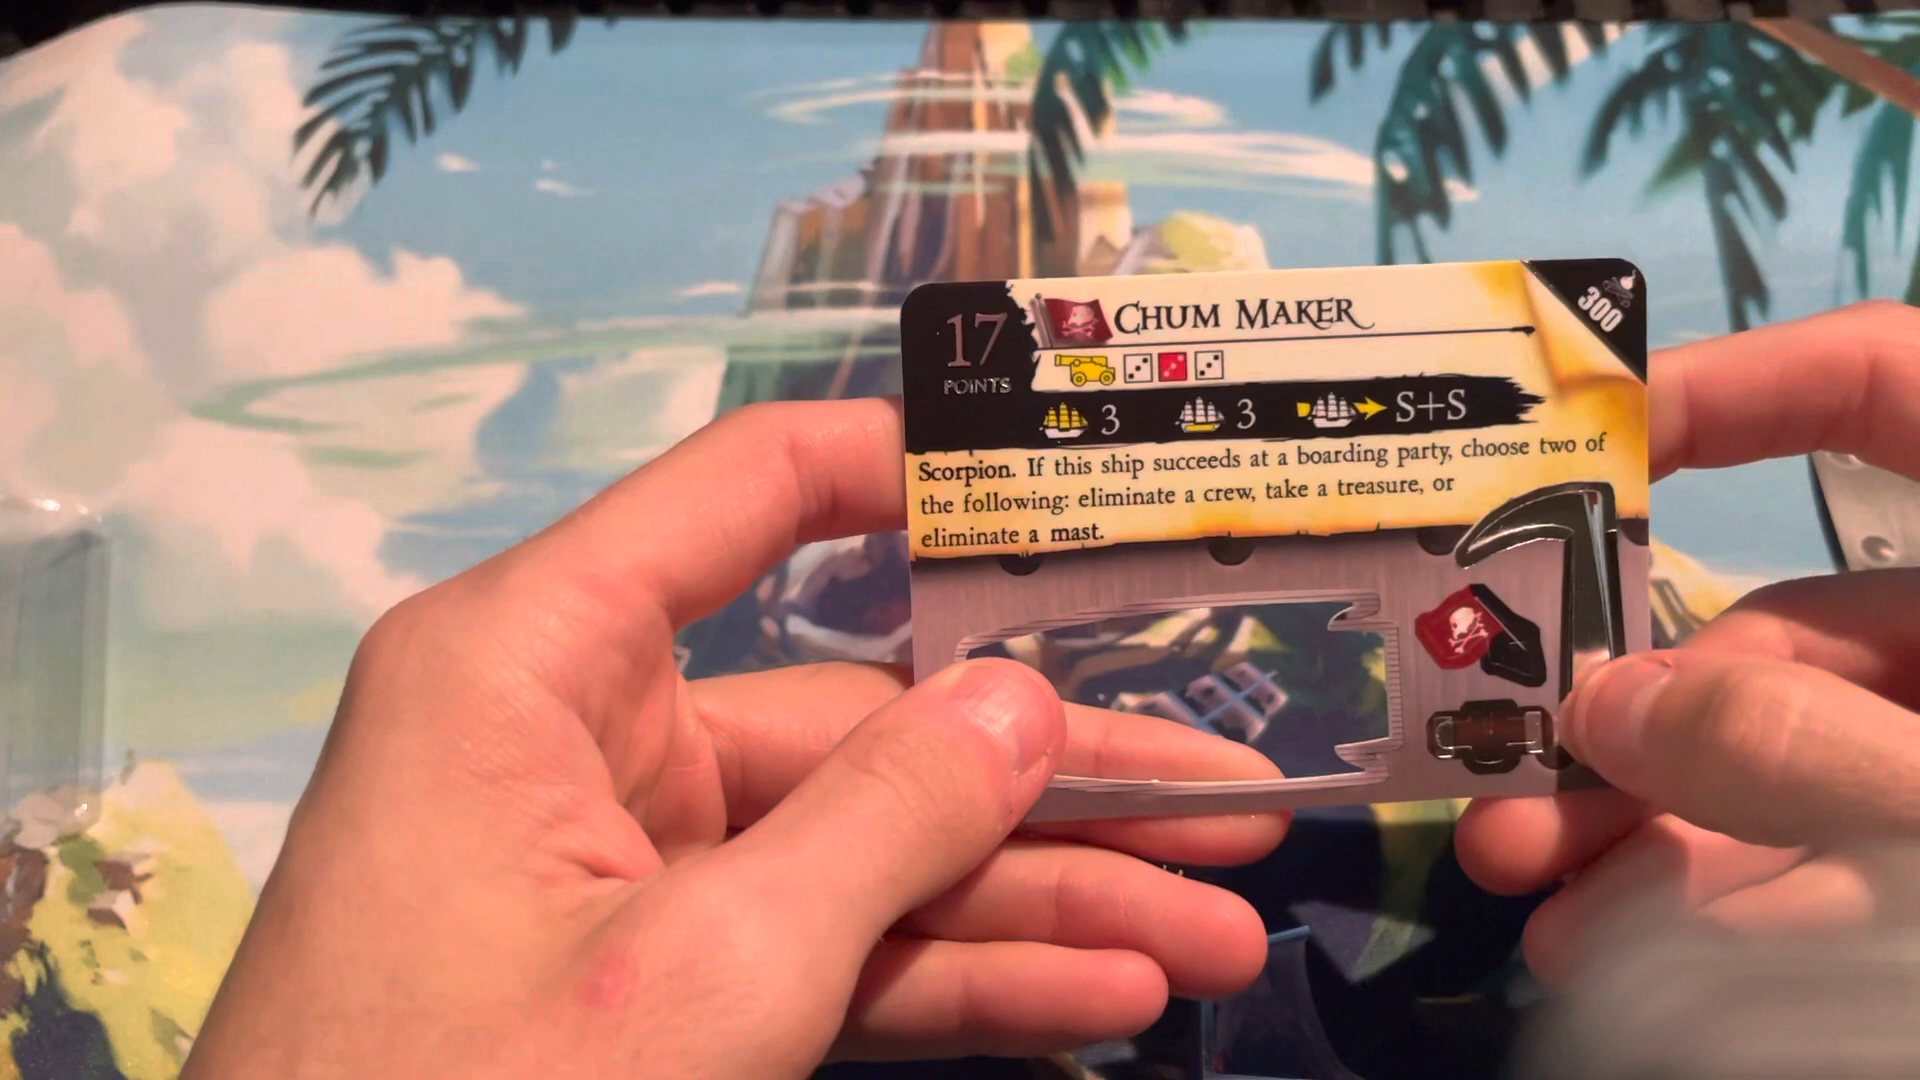 17
POINTS
CHUM MAKER
300
3 3 S+S
Scorpion. If this ship succeeds at a boarding party, choose two of
the following: eliminate a crew, take a treasure, or
eliminate a mast.